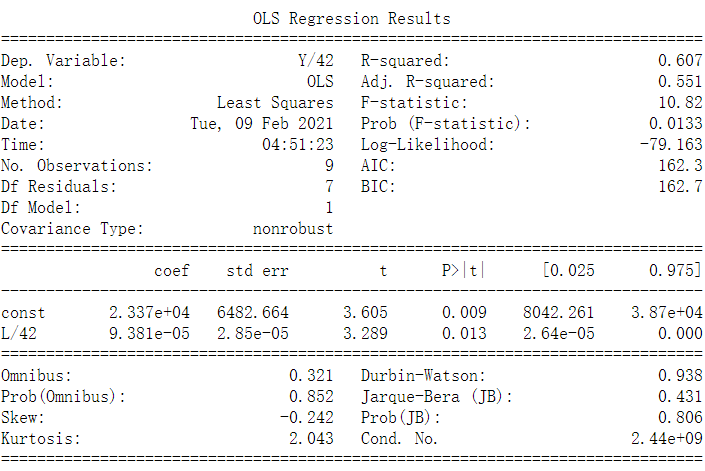 OLS Regression Results
==============================================================================
Dep. Variable:                   Y/42   R-squared:                       0.607
Model:                            OLS   Adj. R-squared:                  0.551
Method:                 Least Squares   F-statistic:                     10.82
Date:                Tue, 09 Feb 2021   Prob (F-statistic):             0.0133
Time:                        04:51:23   Log-Likelihood:                -79.163
No. Observations:                   9   AIC:                             162.3
Df Residuals:                       7   BIC:                             162.7
Df Model:                           1
Covariance Type:            nonrobust
==============================================================================
coef    std err          t      P>|t|      [0.025      0.975]
------------------------------------------------------------------------------
const       2.337e+04   6482.664      3.605      0.009    8042.261    3.87e+04
L/42        9.381e-05   2.85e-05      3.289      0.013    2.64e-05       0.000
==============================================================================
Omnibus:                        0.321   Durbin-Watson:                   0.938
Prob(Omnibus):                  0.852   Jarque-Bera (JB):                0.431
Skew:                          -0.242   Prob(JB):                        0.806
Kurtosis:                       2.043   Cond. No.                     2.44e+09
==============================================================================